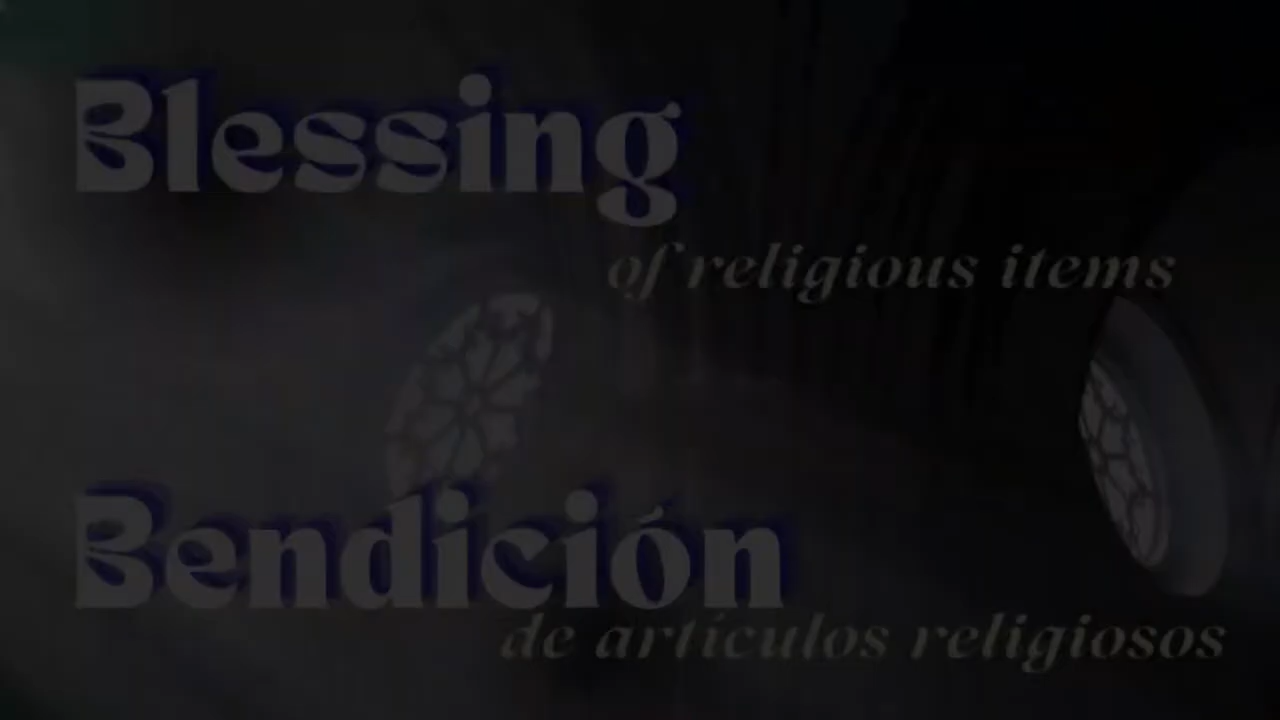 Blessing
of religious items
Bendición
de artículos religiosos